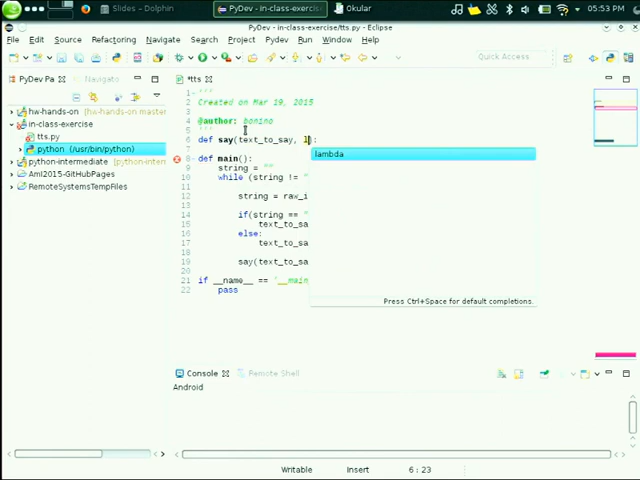 Slides - Dolphin
PyDev - in-class-exercise
Okular
05:53 PM
PyDev - in-class-exercise/tts.py - Eclipse
File Edit Source Refactoring Navigate Search Project Pydev Run Window Help
Quick Access
PyDev Pa
Navigato
*tts
hw-hands-on [hw-hands-on master
in-class-exercise
tts.py
python (/usr/bin/python)
python-intermediate
AmI2015-GitHubPages
RemoteSystemsTempFiles
1 '''
2 Created on Mar 19, 2015
3
4 @author: bonino
5 '''
6 def say(text_to_say, l):
7
8 def main():
9 string = ""
10 while (string != "
11
12 string = raw_i
13
14 if(string == "
15 text_to_sa
16 else:
17 text_to_sa
18
19 say(text_to_sa
20
21 if __name__ == '__main
22 pass
lambda
Press Ctrl+Space for default completions.
Console
Remote Shell
Android
Writable
Insert
6 : 23